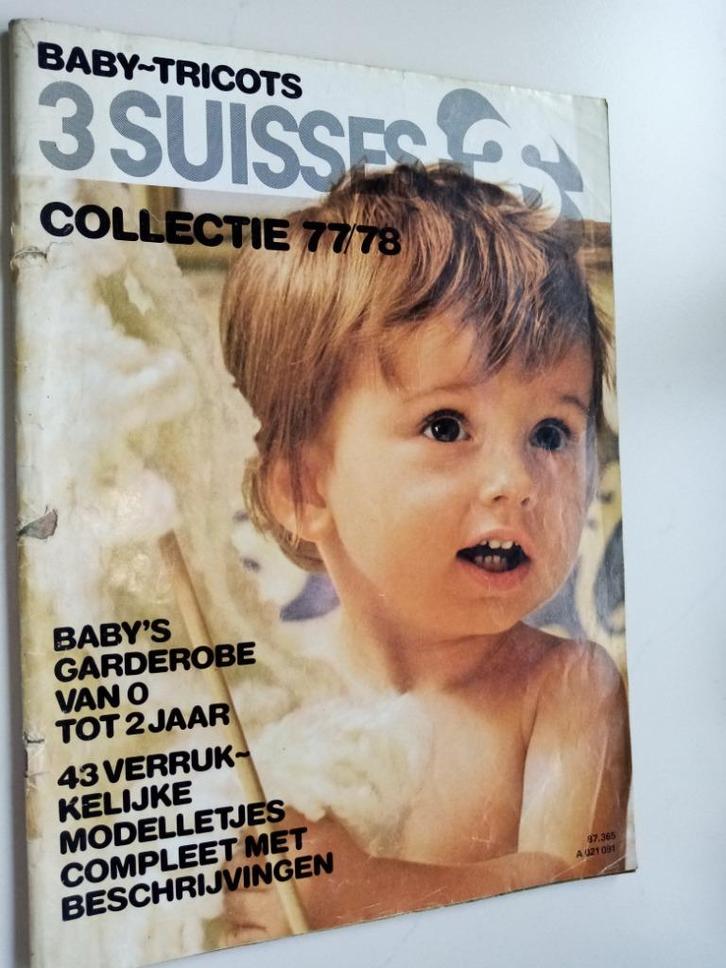 BABY~TRICOTS
3 SUISSES 3S
COLLECTIE 77/78
BABY'S
GARDEROBE
VAN 0
TOT 2 JAAR
43 VERRUK~
KELIJKE
MODELLETJES
COMPLEET MET
BESCHRIJVINGEN
97.365
A 021 091